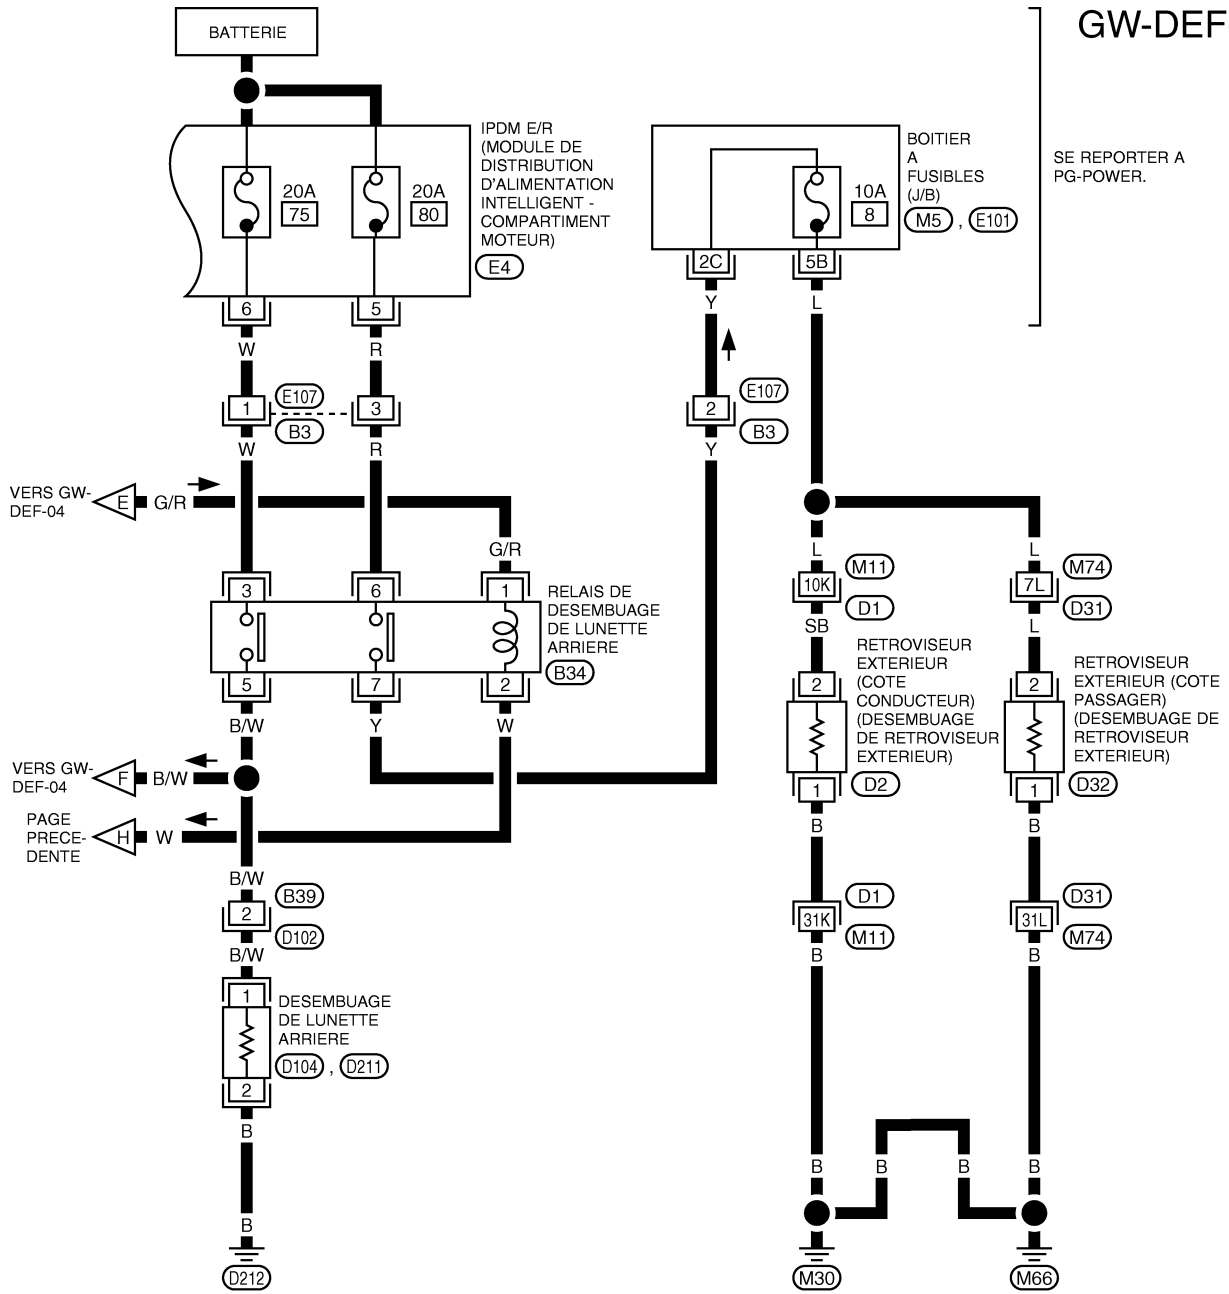 GW-DEF
BATTERIE
IPDM E/R
(MODULE DE
DISTRIBUTION
D'ALIMENTATION
INTELLIGENT -
COMPARTIMENT
MOTEUR)
E4
20A
75
20A
80
BOITIER
A
FUSIBLES
(J/B)
M5 , E101
10A
8
SE REPORTER A
PG-POWER.
6
5
2C
5B
W
R
Y
L
1
E107
B3
3
2
E107
B3
W
R
Y
VERS GW-
DEF-04
E
G/R
G/R
L
L
10K
M11
D1
7L
M74
D31
SB
L
3
6
1
RELAIS DE
DESEMBUAGE
DE LUNETTE
ARRIERE
B34
5
7
2
B/W
Y
W
RETROVISEUR
EXTERIEUR
(COTE
CONDUCTEUR)
(DESEMBUAGE
DE RETROVISEUR
EXTERIEUR)
D2
2
1
RETROVISEUR
EXTERIEUR (COTE
PASSAGER)
(DESEMBUAGE DE
RETROVISEUR
EXTERIEUR)
D32
2
1
VERS GW-
DEF-04
F
B/W
PAGE
PRECE-
DENTE
H
W
B
B
B/W
2
B39
D102
B/W
31K
D1
M11
31L
D31
M74
B
B
1
DESEMBUAGE
DE LUNETTE
ARRIERE
D104 , D211
2
B
B
B
B
B
B
D212
M30
M66